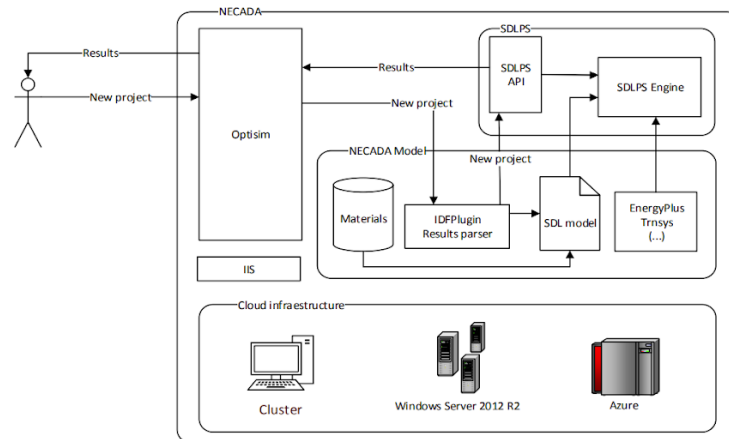 NECADA
SDLPS
Results
Results
SDLPS
API
SDLPS Engine
New project
New project
Optisim
NECADA Model
New project
Materials
IDFPlugin
Results parser
SDL model
EnergyPlus
Trnsys
(...)
IIS
Cloud infraestructure
Cluster
Windows Server 2012 R2
Azure